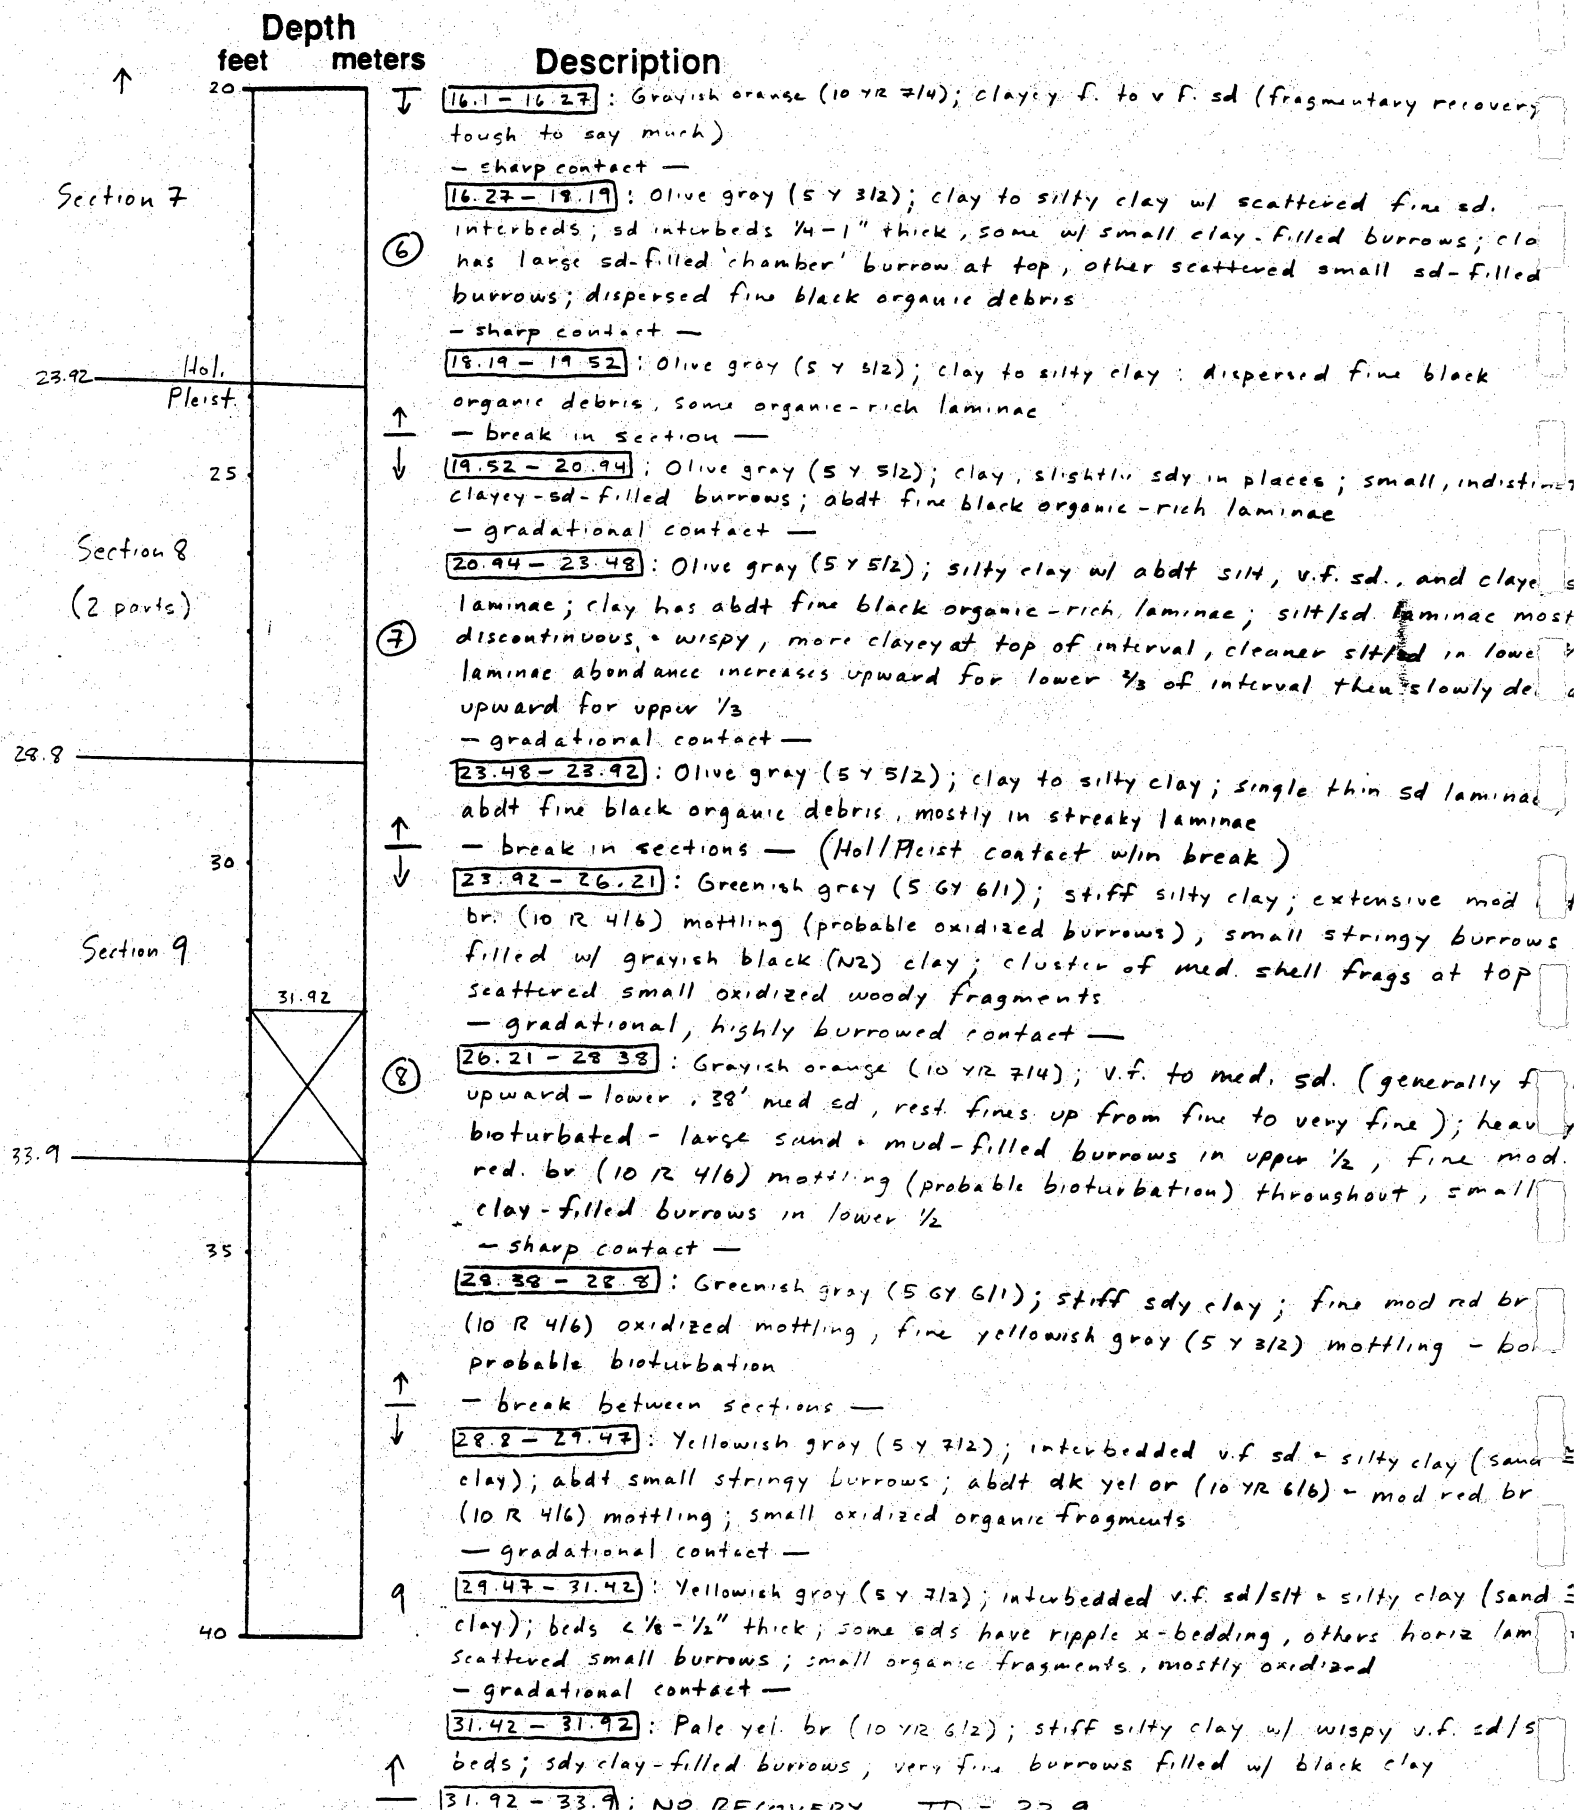 Depth
feet meters Description
20
[16.1 – 16.27]: Grayish orange (10 YR 7/4); clayey f. to v f. sd (fragmentary recovery
tough to say much)
— sharp contact —
Section 7
[16.27 – 18.19]: Olive gray (5 Y 3/2); clay to silty clay w/ scattered fine sd.
interbeds; sd interbeds 1/4–1" thick, some w/ small clay-filled burrows; cla
6
has large sd-filled 'chamber' burrow at top, other scattered small sd-filled
burrows; dispersed fine black organic debris
— sharp contact —
[18.19 – 19.52]: Olive gray (5 Y 5/2); clay to silty clay; dispersed fine black
23.92 Hol.
Pleist.
organic debris, some organic-rich laminae
— break in section —
25
[19.52 – 20.94]: Olive gray (5 Y 5/2); clay, slightly sdy in places; small, indistinct
clayey-sd-filled burrows; abdt fine black organic-rich laminae
— gradational contact —
Section 8
(2 parts)
[20.94 – 23.48]: Olive gray (5 Y 5/2); silty clay w/ abdt silt, v.f. sd., and claye s
laminae; clay has abdt fine black organic-rich laminae; silt/sd laminae most
7
discontinuous & wispy, more clayey at top of interval, cleaner slt/sd in lowe
laminae abondance increases upward for lower 2/3 of interval then slowly de
upward for upper 1/3
— gradational contact —
28.8
[23.48 – 23.92]: Olive gray (5 Y 5/2); clay to silty clay; single thin sd laminae
abdt fine black organic debris, mostly in streaky laminae
— break in sections — (Hol/Pleist contact w/in break)
30
[23.92 – 26.21]: Greenish gray (5 GY 6/1); stiff silty clay; extensive mod
br. (10 R 4/6) mottling (probable oxidized burrows), small stringy burrows
Section 9
filled w/ grayish black (N2) clay; cluster of med. shell frags at top
31.92
scattered small oxidized woody fragments
— gradational, highly burrowed contact —
8
[26.21 – 28.38]: Grayish orange (10 YR 7/4); v.f. to med. sd. (generally f
upward – lower .38' med sd, rest fines up from fine to very fine); heav y
33.9
bioturbated – large sand & mud-filled burrows in upper 1/2, fine mod.
red. br (10 R 4/6) mottling (probable bioturbation) throughout, small
clay-filled burrows in lower 1/2
— sharp contact —
35
[28.38 – 28.8]: Greenish gray (5 GY 6/1); stiff sdy clay; fine mod red br
(10 R 4/6) oxidized mottling, fine yellowish gray (5 Y 3/2) mottling – bo
probable bioturbation
— break between sections —
[28.8 – 29.47]: Yellowish gray (5 Y 7/2); interbedded v.f sd & silty clay (sand ≡
clay); abdt small stringy burrows; abdt dk yel or (10 YR 6/6) & mod red br
(10 R 4/6) mottling; small oxidized organic fragments
— gradational contact —
9
[29.47 – 31.42]: Yellowish gray (5 Y 7/2); interbedded v.f. sd/slt & silty clay (sand ≡
40
clay); beds < 1/8 – 1/2" thick; some sds have ripple x-bedding, others horiz lam
scattered small burrows; small organic fragments, mostly oxidized
— gradational contact —
[31.42 – 31.92]: Pale yel. br (10 YR 6/2); stiff silty clay w/ wispy v.f. sd/s
beds; sdy clay-filled burrows, very fine burrows filled w/ black clay
[31.92 – 33.9]: NO RECOVERY TD = 33.9